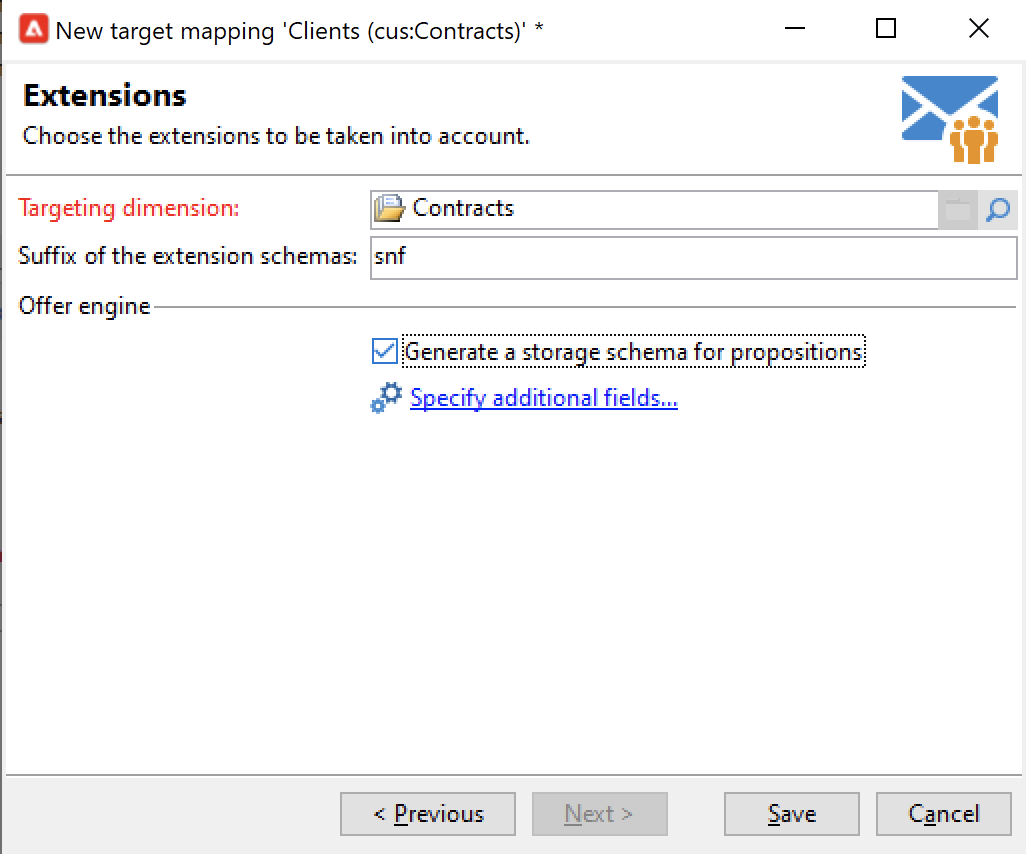 New target mapping 'Clients (cus:Contracts)' *
Extensions
Choose the extensions to be taken into account.
Targeting dimension: Contracts
Suffix of the extension schemas: snf
Offer engine
Generate a storage schema for propositions
Specify additional fields...
< Previous Next > Save Cancel